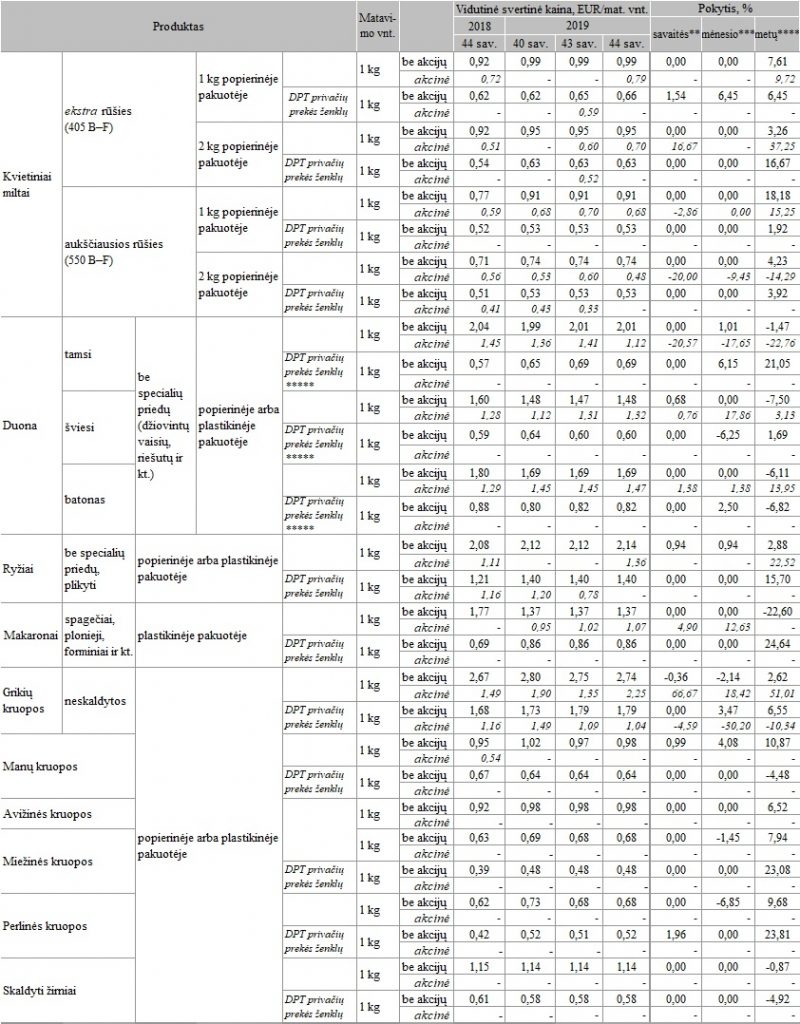 Produktas Matavi- Vidutinė svertinė kaina, EUR/mat. vnt. Pokytis, %
mo vnt. 2018 2019 savaitės** mėnesio*** metų****
44 sav. 40 sav. 43 sav. 44 sav.
Kvietiniai miltai ekstra rūšies (405 B–F) 1 kg popierinėje pakuotėje 1 kg be akcijų 0,92 0,99 0,99 0,99 0,00 0,00 7,61
akcinė 0,72 - - 0,79 - - 9,72
DPT privačių prekės ženklų 1 kg be akcijų 0,62 0,62 0,65 0,66 1,54 6,45 6,45
akcinė - - 0,59 - - - -
2 kg popierinėje pakuotėje 1 kg be akcijų 0,92 0,95 0,95 0,95 0,00 0,00 3,26
akcinė 0,51 - 0,60 0,70 16,67 - 37,25
DPT privačių prekės ženklų 1 kg be akcijų 0,54 0,63 0,63 0,63 0,00 0,00 16,67
akcinė - - 0,52 - - - -
aukščiausios rūšies (550 B–F) 1 kg popierinėje pakuotėje 1 kg be akcijų 0,77 0,91 0,91 0,91 0,00 0,00 18,18
akcinė 0,59 0,68 0,70 0,68 -2,86 0,00 15,25
DPT privačių prekės ženklų 1 kg be akcijų 0,52 0,53 0,53 0,53 0,00 0,00 1,92
akcinė - - - - - - -
2 kg popierinėje pakuotėje 1 kg be akcijų 0,71 0,74 0,74 0,74 0,00 0,00 4,23
akcinė 0,56 0,53 0,60 0,48 -20,00 -9,43 -14,29
DPT privačių prekės ženklų 1 kg be akcijų 0,51 0,53 0,53 0,53 0,00 0,00 3,92
akcinė 0,41 0,43 0,33 - - - -
Duona tamsi be specialių priedų (džiovintų vaisių, riešutų ir kt.) popierinėje arba plastikinėje pakuotėje 1 kg be akcijų 2,04 1,99 2,01 2,01 0,00 1,01 -1,47
akcinė 1,45 1,36 1,41 1,12 -20,57 -17,65 -22,76
DPT privačių prekės ženklų ***** 1 kg be akcijų 0,57 0,65 0,69 0,69 0,00 6,15 21,05
akcinė - - - - - - -
šviesi 1 kg be akcijų 1,60 1,48 1,47 1,48 0,68 0,00 -7,50
akcinė 1,28 1,12 1,31 1,32 0,76 17,86 3,13
DPT privačių prekės ženklų ***** 1 kg be akcijų 0,59 0,64 0,60 0,60 0,00 -6,25 1,69
akcinė - - - - - - -
batonas 1 kg be akcijų 1,80 1,69 1,69 1,69 0,00 0,00 -6,11
akcinė 1,29 1,45 1,45 1,47 1,38 1,38 13,95
DPT privačių prekės ženklų ***** 1 kg be akcijų 0,88 0,80 0,82 0,82 0,00 2,50 -6,82
akcinė - - - - - - -
Ryžiai be specialių priedų, plikyti popierinėje arba plastikinėje pakuotėje 1 kg be akcijų 2,08 2,12 2,12 2,14 0,94 0,94 2,88
akcinė 1,11 - - 1,36 - - 22,52
DPT privačių prekės ženklų 1 kg be akcijų 1,21 1,40 1,40 1,40 0,00 0,00 15,70
akcinė 1,16 1,20 0,78 - - - -
Makaronai spagečiai, plonieji, forminiai ir kt. plastikinėje pakuotėje 1 kg be akcijų 1,77 1,37 1,37 1,37 0,00 0,00 -22,60
akcinė - 0,95 1,02 1,07 4,90 12,63 -
DPT privačių prekės ženklų 1 kg be akcijų 0,69 0,86 0,86 0,86 0,00 0,00 24,64
akcinė - - - - - - -
Grikių kruopos neskaldytos popierinėje arba plastikinėje pakuotėje 1 kg be akcijų 2,67 2,80 2,75 2,74 -0,36 -2,14 2,62
akcinė 1,49 1,90 1,35 2,25 66,67 18,42 51,01
DPT privačių prekės ženklų 1 kg be akcijų 1,68 1,73 1,79 1,79 0,00 3,47 6,55
akcinė 1,16 1,49 1,09 1,04 -4,59 -30,20 -10,34
Manų kruopos 1 kg be akcijų 0,95 1,02 0,97 0,98 0,99 4,08 10,87
akcinė 0,54 - - - - - -
DPT privačių prekės ženklų 1 kg be akcijų 0,67 0,64 0,64 0,64 0,00 0,00 -4,48
akcinė - - - - - - -
Avižinės kruopos 1 kg be akcijų 0,92 0,98 0,98 0,98 0,00 0,00 6,52
akcinė - - - - - - -
Miežinės kruopos 1 kg be akcijų 0,63 0,69 0,68 0,68 0,00 -1,45 7,94
akcinė - - - - - - -
DPT privačių prekės ženklų 1 kg be akcijų 0,39 0,48 0,48 0,48 0,00 0,00 23,08
akcinė - - - - - - -
Perlinės kruopos 1 kg be akcijų 0,62 0,73 0,68 0,68 0,00 -6,85 9,68
akcinė - - - - - - -
DPT privačių prekės ženklų 1 kg be akcijų 0,42 0,52 0,51 0,52 1,96 0,00 23,81
akcinė - - - - - - -
Skaldyti žirniai 1 kg be akcijų 1,15 1,14 1,14 1,14 0,00 0,00 -0,87
akcinė - - - - - - -
DPT privačių prekės ženklų 1 kg be akcijų 0,61 0,58 0,58 0,58 0,00 0,00 -4,92
akcinė - - - - - - -